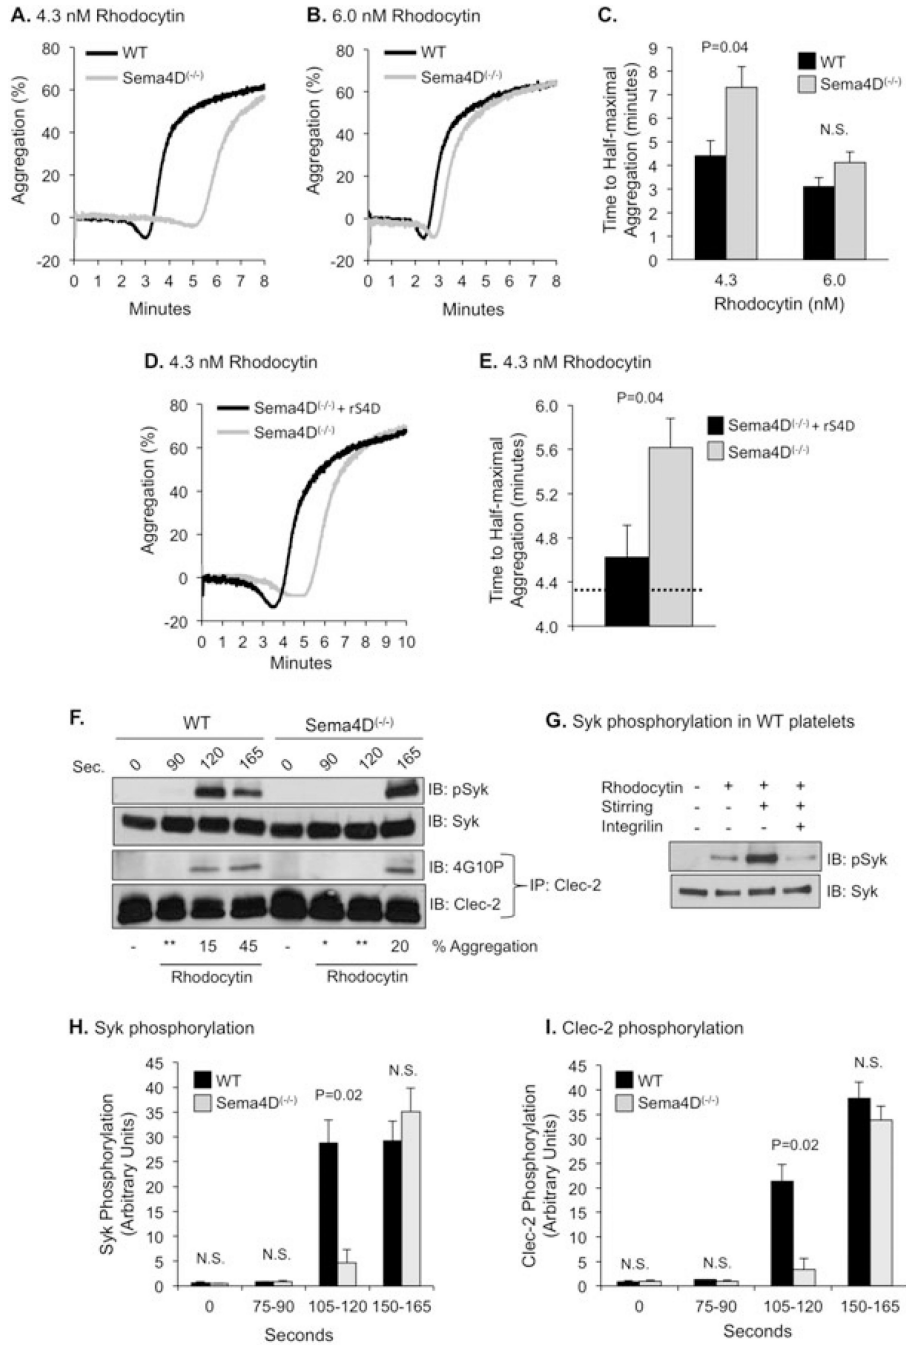 A. 4.3 nM Rhodocytin
WT
Sema4D(-/-)
Aggregation (%)
80
60
40
20
0
-20
0 1 2 3 4 5 6 7 8
Minutes
B. 6.0 nM Rhodocytin
WT
Sema4D(-/-)
Aggregation (%)
80
60
40
20
0
-20
0 1 2 3 4 5 6 7 8
Minutes
C.
P=0.04
WT
Sema4D(-/-)
N.S.
Time to Half-maximal
Aggregation (minutes)
9
8
7
6
5
4
3
2
1
0
4.3 6.0
Rhodocytin (nM)
D. 4.3 nM Rhodocytin
Sema4D(-/-) + rS4D
Sema4D(-/-)
Aggregation (%)
80
60
40
20
0
-20
0 1 2 3 4 5 6 7 8 9 10
Minutes
E. 4.3 nM Rhodocytin
P=0.04
Sema4D(-/-) + rS4D
Sema4D(-/-)
Time to Half-maximal
Aggregation (minutes)
6.0
5.6
5.2
4.8
4.4
4.0
F.
WT Sema4D(-/-)
Sec. 0 90 120 165 0 90 120 165
IB: pSyk
IB: Syk
IB: 4G10P
IB: Clec-2
IP: Clec-2
- ** 15 45 - * ** 20 % Aggregation
Rhodocytin Rhodocytin
G. Syk phosphorylation in WT platelets
Rhodocytin - + + +
Stirring - - + +
Integrilin - - - +
IB: pSyk
IB: Syk
H. Syk phosphorylation
WT
Sema4D(-/-)
N.S.
N.S.
P=0.02
N.S.
Syk Phosphorylation
(Arbitrary Units)
45
40
35
30
25
20
15
10
5
0
0 75-90 105-120 150-165
Seconds
I. Clec-2 phosphorylation
WT
Sema4D(-/-)
N.S.
N.S.
P=0.02
N.S.
Clec-2 Phosphorylation
(Arbitrary Units)
45
40
35
30
25
20
15
10
5
0
0 75-90 105-120 150-165
Seconds